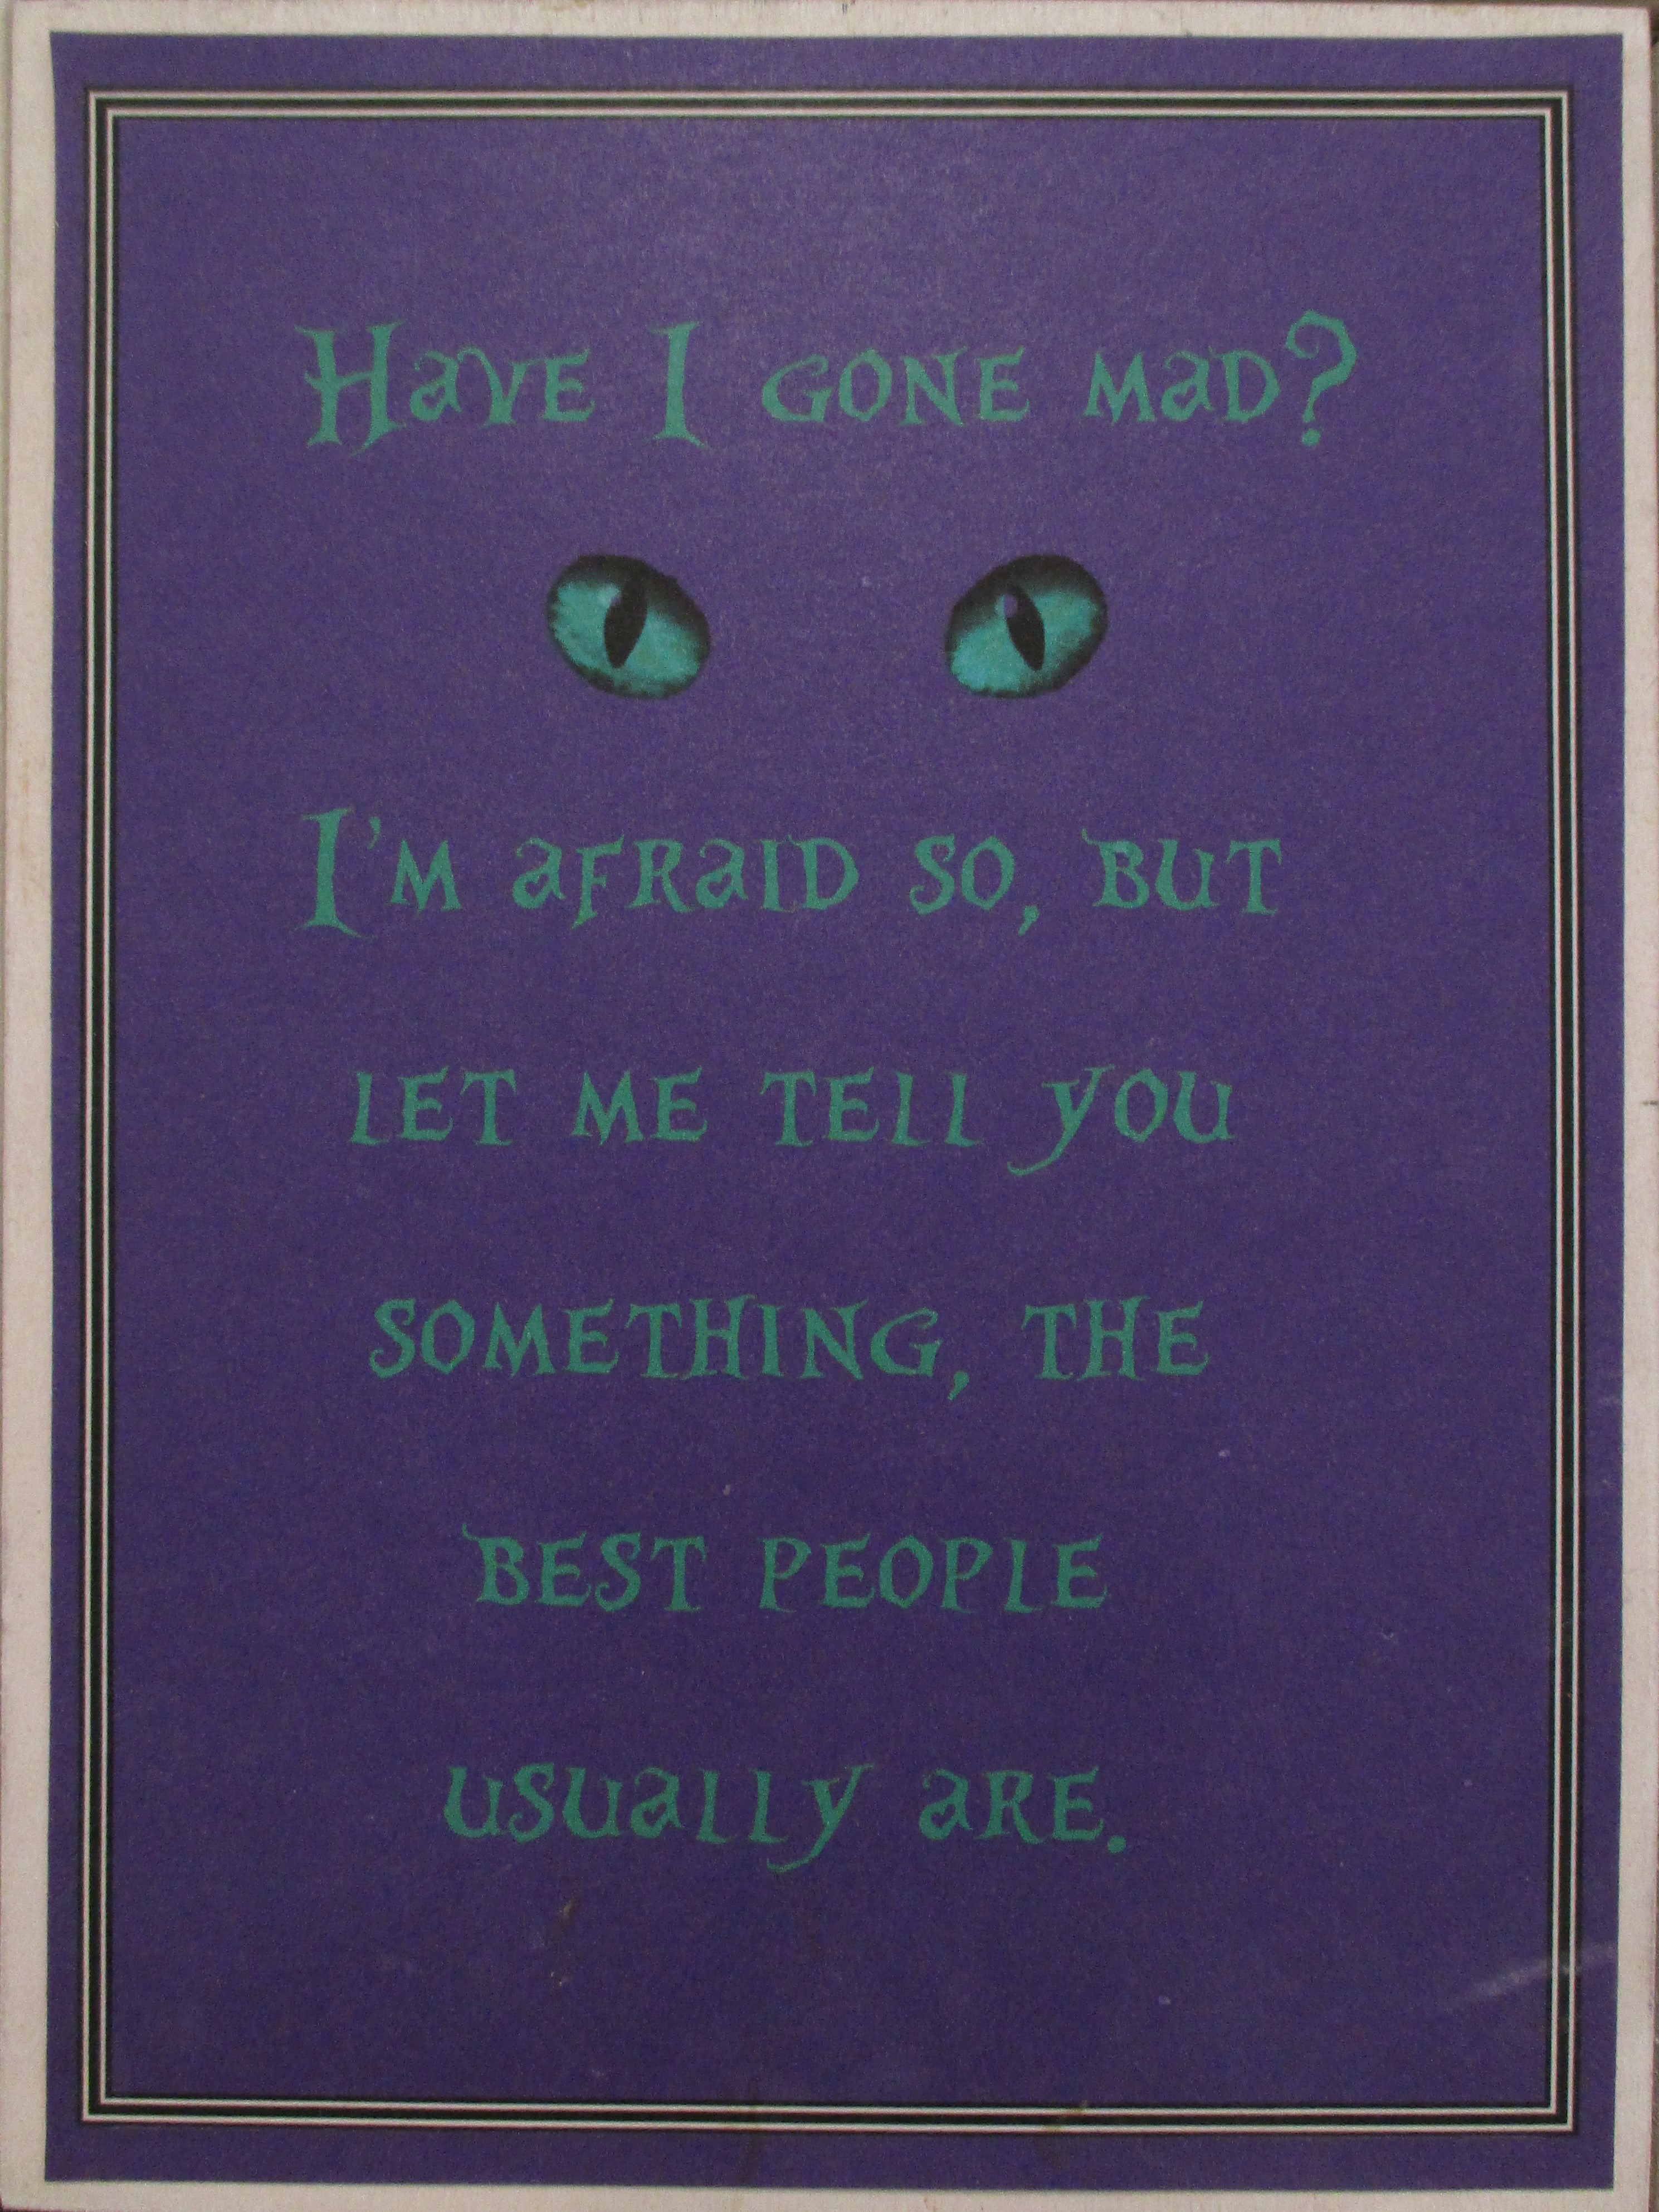 Have I gone mad?
I'm afraid so, but
let me tell you
something, the
best people
usually are.